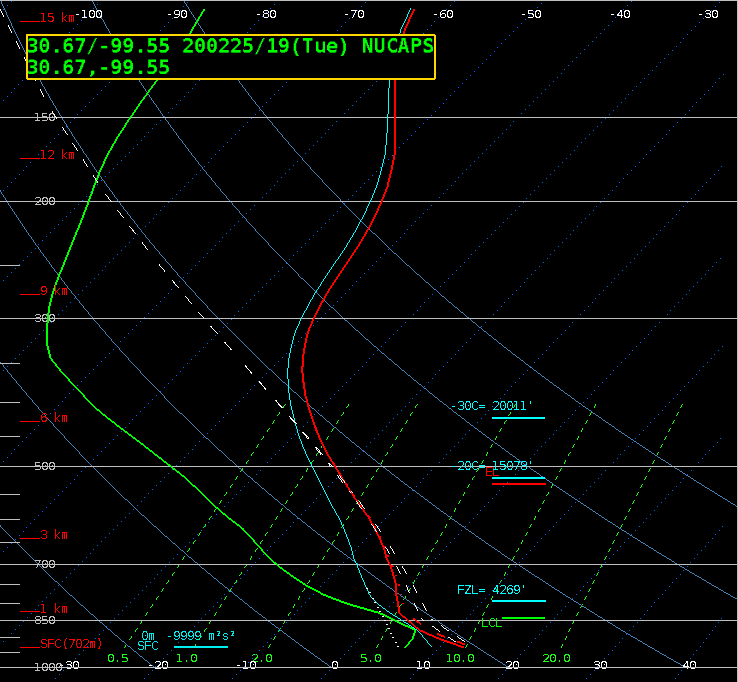 -100 -90 -80 -70 -60 -50 -40 -30
15 km
30.67/-99.55 200225/19(Tue) NUCAPS
30.67,-99.55
150
12 km
200
9 km
300
-30C= 20011'
6 km
500
-20C= 15079'
EL
3 km
700
FZL= 4269'
1 km
850
LCL
0m -9999 m²s²
SFC(702m)
SFC
0.5 1.0 2.0 5.0 10.0 20.0
1000 -30 -20 -10 0 10 20 30 40